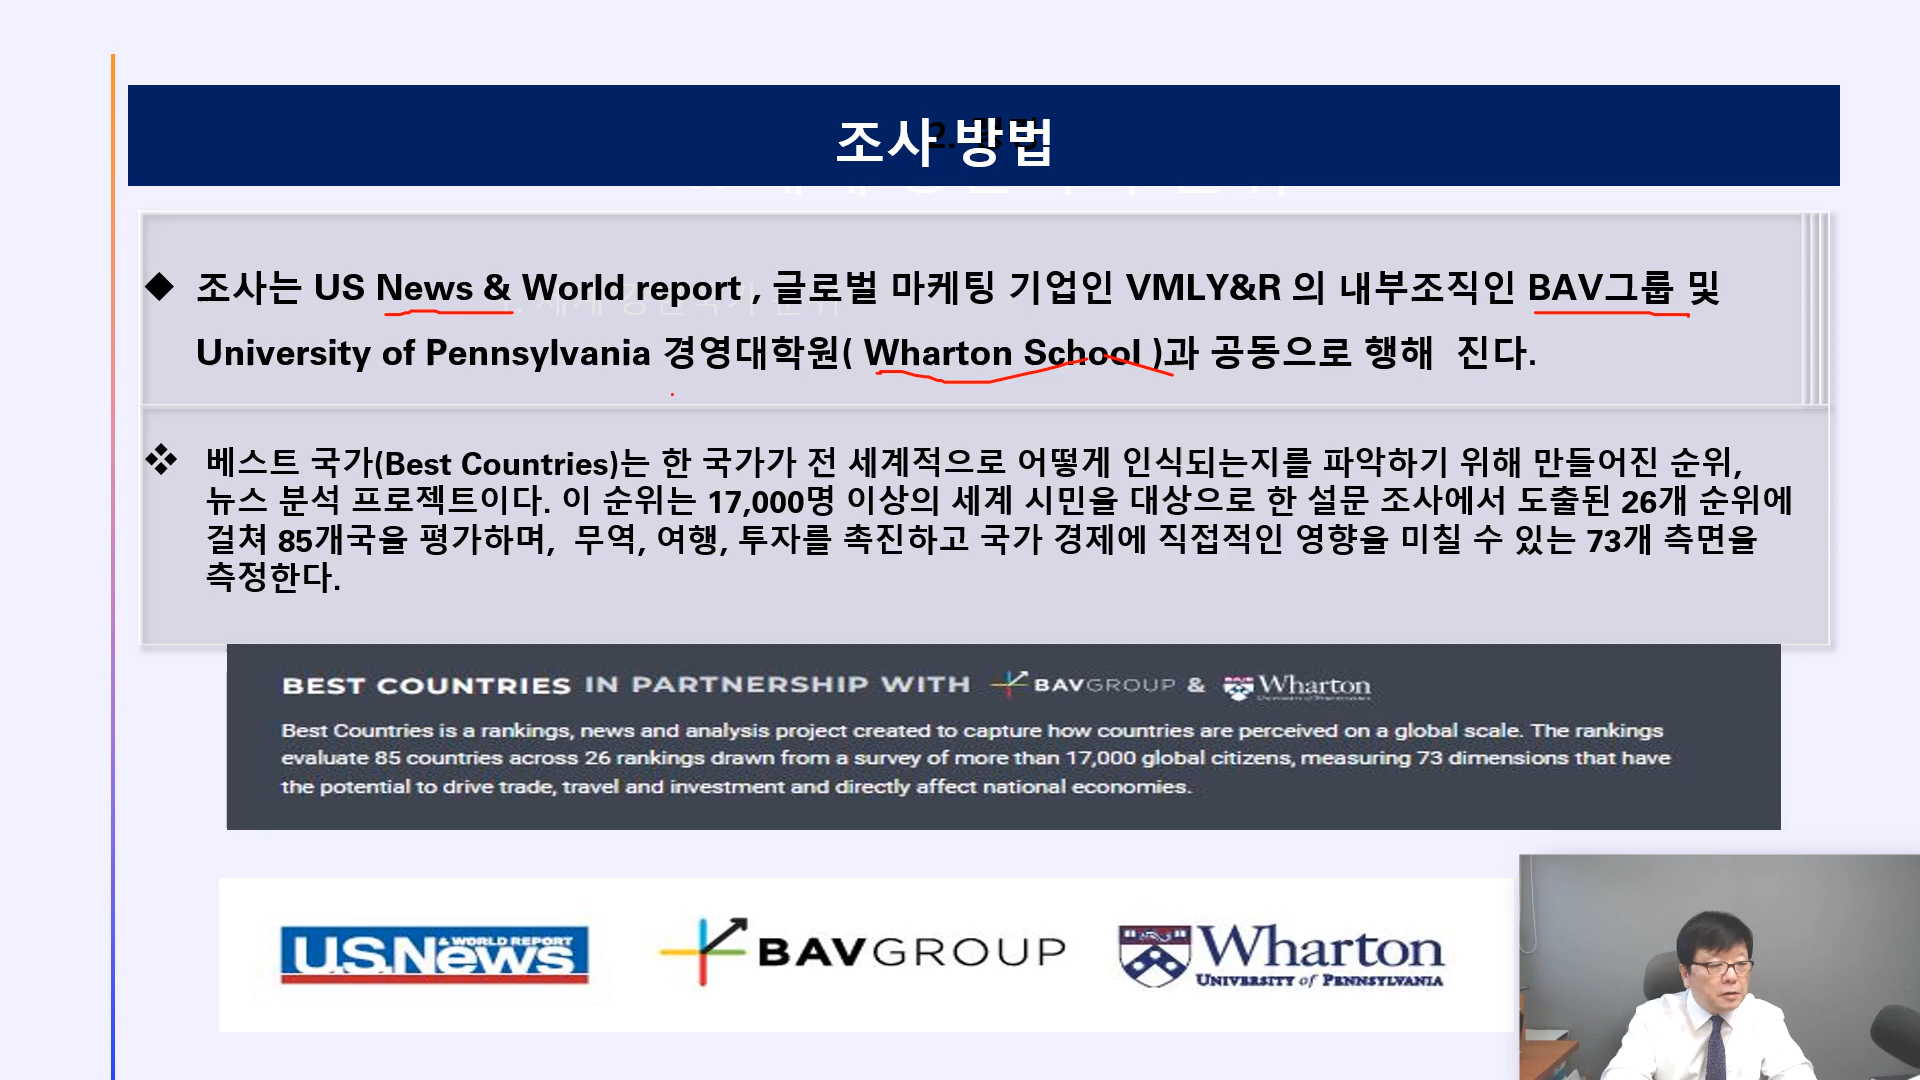 조사 방법
◆ 조사는 US News & World report , 글로벌 마케팅 기업인 VMLY&R 의 내부조직인 BAV그룹 및
University of Pennsylvania 경영대학원( Wharton School )과 공동으로 행해 진다.
❖ 베스트 국가(Best Countries)는 한 국가가 전 세계적으로 어떻게 인식되는지를 파악하기 위해 만들어진 순위,
뉴스 분석 프로젝트이다. 이 순위는 17,000명 이상의 세계 시민을 대상으로 한 설문 조사에서 도출된 26개 순위에
걸쳐 85개국을 평가하며, 무역, 여행, 투자를 촉진하고 국가 경제에 직접적인 영향을 미칠 수 있는 73개 측면을
측정한다.
BEST COUNTRIES IN PARTNERSHIP WITH BAVGROUP & Wharton
Best Countries is a rankings, news and analysis project created to capture how countries are perceived on a global scale. The rankings
evaluate 85 countries across 26 rankings drawn from a survey of more than 17,000 global citizens, measuring 73 dimensions that have
the potential to drive trade, travel and investment and directly affect national economies.
U.S.News & WORLD REPORT
BAVGROUP
Wharton
UNIVERSITY of PENNSYLVANIA